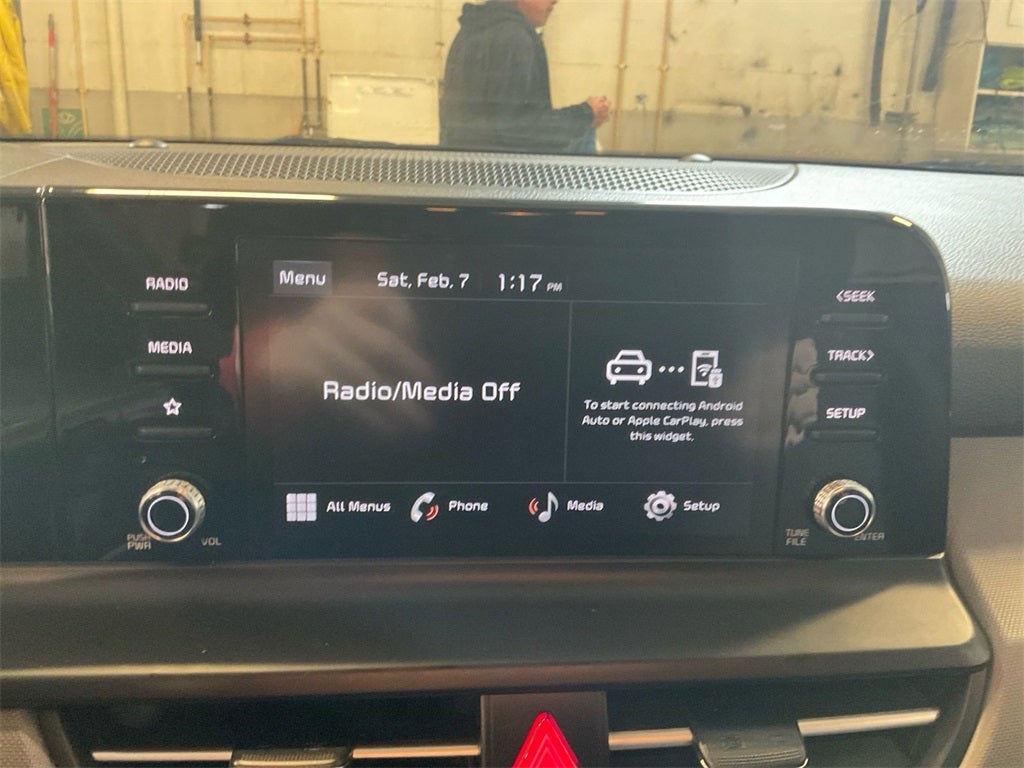 RADIO
MEDIA
PUSH
PWR
VOL
Menu
Sat, Feb. 7
1:17 PM
Radio/Media Off
To start connecting Android
Auto or Apple CarPlay, press
this widget.
All Menus
Phone
Media
Setup
<SEEK
TRACK>
SETUP
TUNE
FILE
ENTER